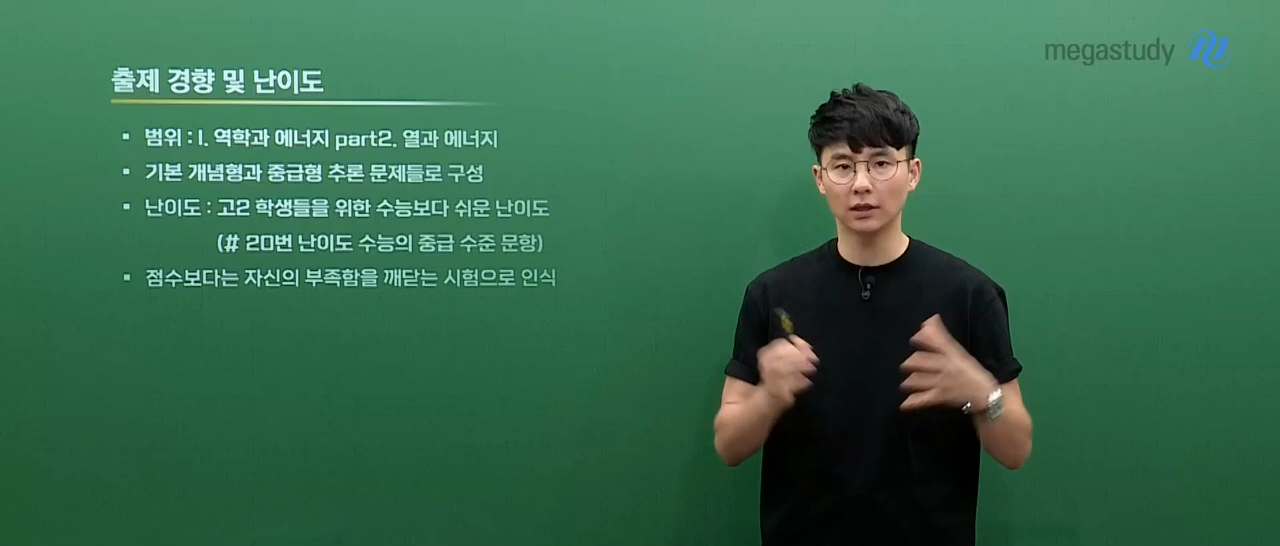 megastudy
출제 경향 및 난이도
▪ 범위 : I. 역학과 에너지 part2. 열과 에너지
▪ 기본 개념형과 중급형 추론 문제들로 구성
▪ 난이도 : 고2 학생들을 위한 수능보다 쉬운 난이도
(# 20번 난이도 수능의 중급 수준 문항)
▪ 점수보다는 자신의 부족함을 깨닫는 시험으로 인식